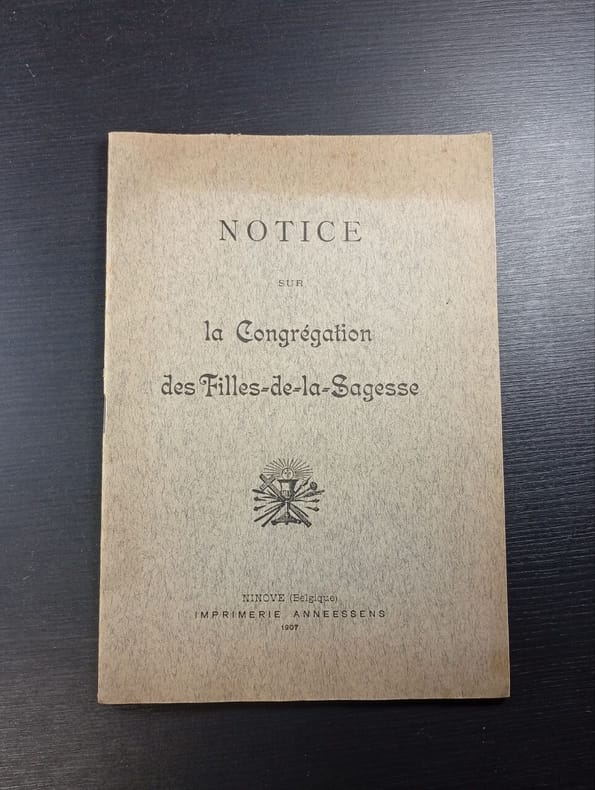 NOTICE
SUR
la Congrégation
des Filles-de-la-Sagesse
NINOVE (Belgique)
IMPRIMERIE ANNEESSENS
1907